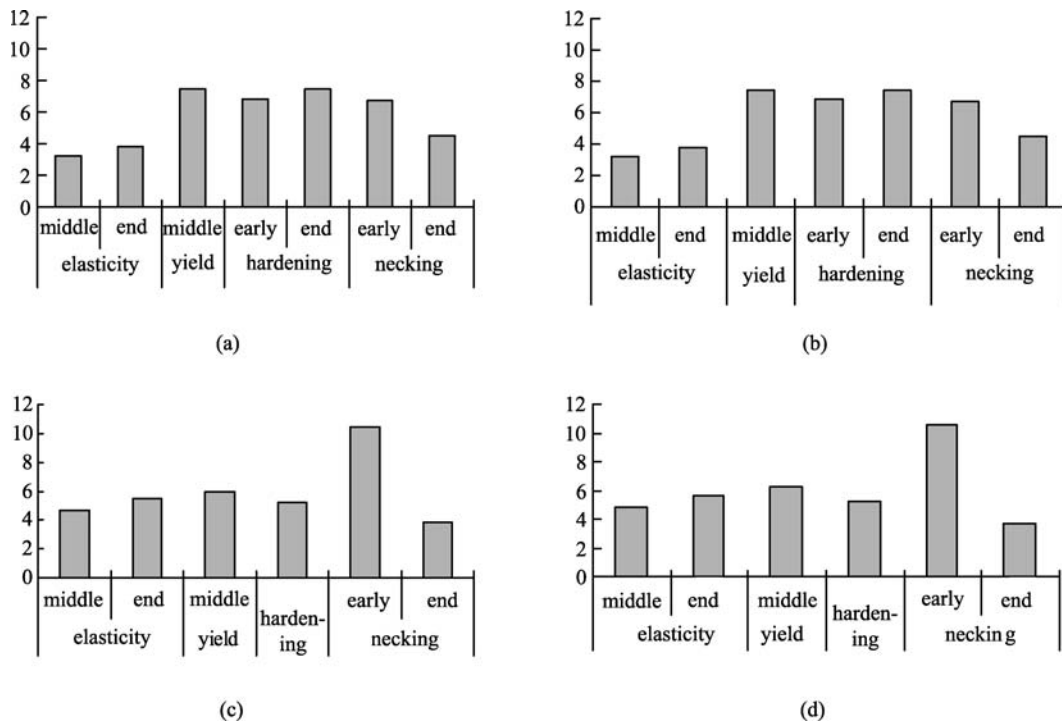 12
10
8
6
4
2
0
middle end middle early end early end
elasticity yield hardening necking
(a)
12
10
8
6
4
2
0
middle end middle early end early end
elasticity yield hardening necking
(b)
12
10
8
6
4
2
0
middle end middle harden- early end
elasticity yield ing necking
(c)
12
10
8
6
4
2
0
middle end middle harden- early end
elasticity yield ing necking
(d)